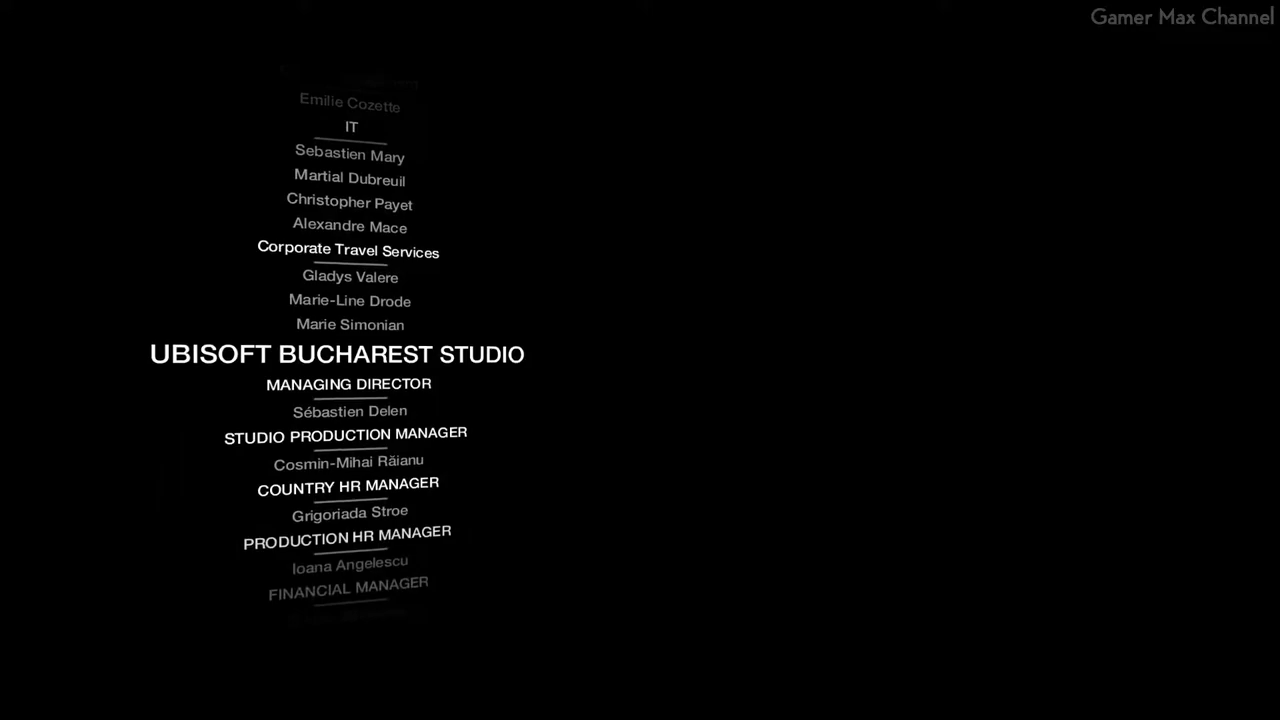 Gamer Max Channel
Emilie Cozette
IT
Sebastien Mary
Martial Dubreuil
Christopher Payet
Alexandre Mace
Corporate Travel Services
Gladys Valere
Marie-Line Drode
Marie Simonian
UBISOFT BUCHAREST STUDIO
MANAGING DIRECTOR
Sébastien Delen
STUDIO PRODUCTION MANAGER
Cosmin-Mihai Răianu
COUNTRY HR MANAGER
Grigoriada Stroe
PRODUCTION HR MANAGER
Ioana Angelescu
FINANCIAL MANAGER